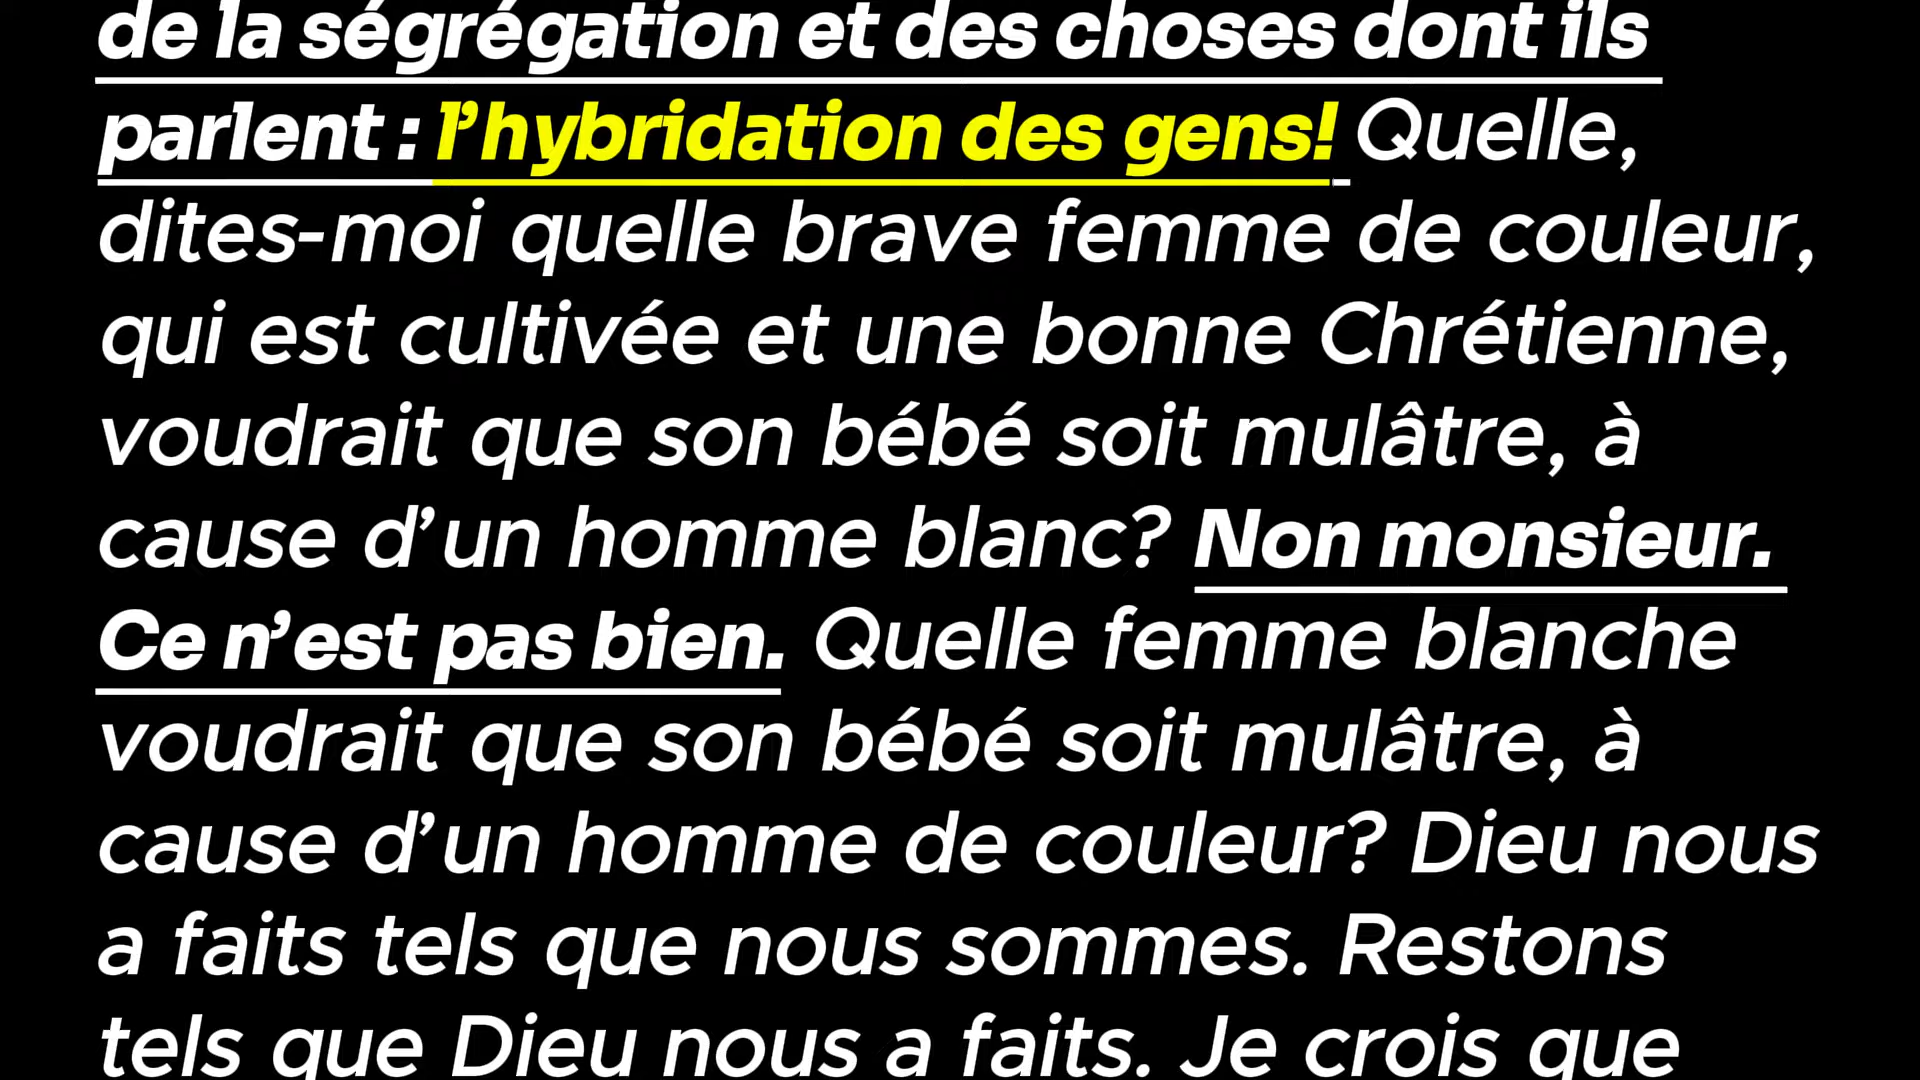 de la ségrégation et des choses dont ils
parlent : l’hybridation des gens! Quelle,
dites-moi quelle brave femme de couleur,
qui est cultivée et une bonne Chrétienne,
voudrait que son bébé soit mulâtre, à
cause d’un homme blanc? Non monsieur.
Ce n’est pas bien. Quelle femme blanche
voudrait que son bébé soit mulâtre, à
cause d’un homme de couleur? Dieu nous
a faits tels que nous sommes. Restons
tels que Dieu nous a faits. Je crois que